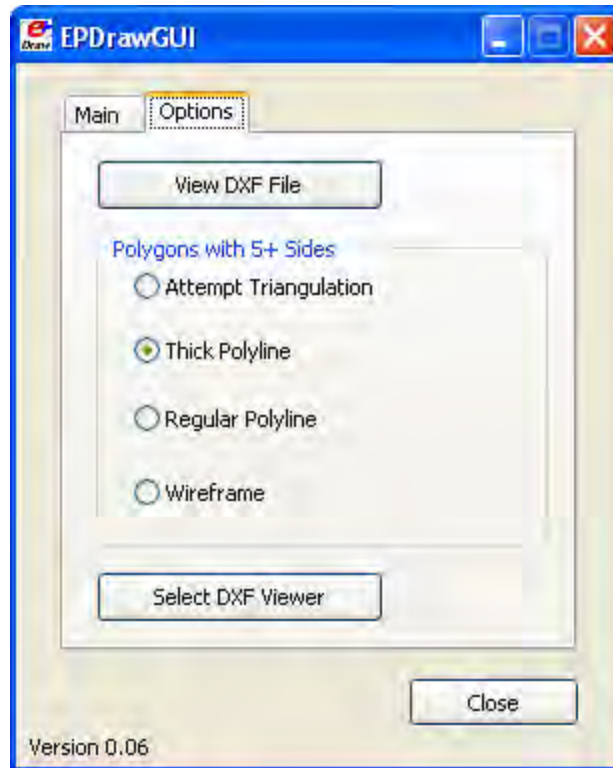 e
Draw
EPDrawGUI
Main
Options
View DXF File
Polygons with 5+ Sides
Attempt Triangulation
Thick Polyline
Regular Polyline
Wireframe
Select DXF Viewer
Close
Version 0.06